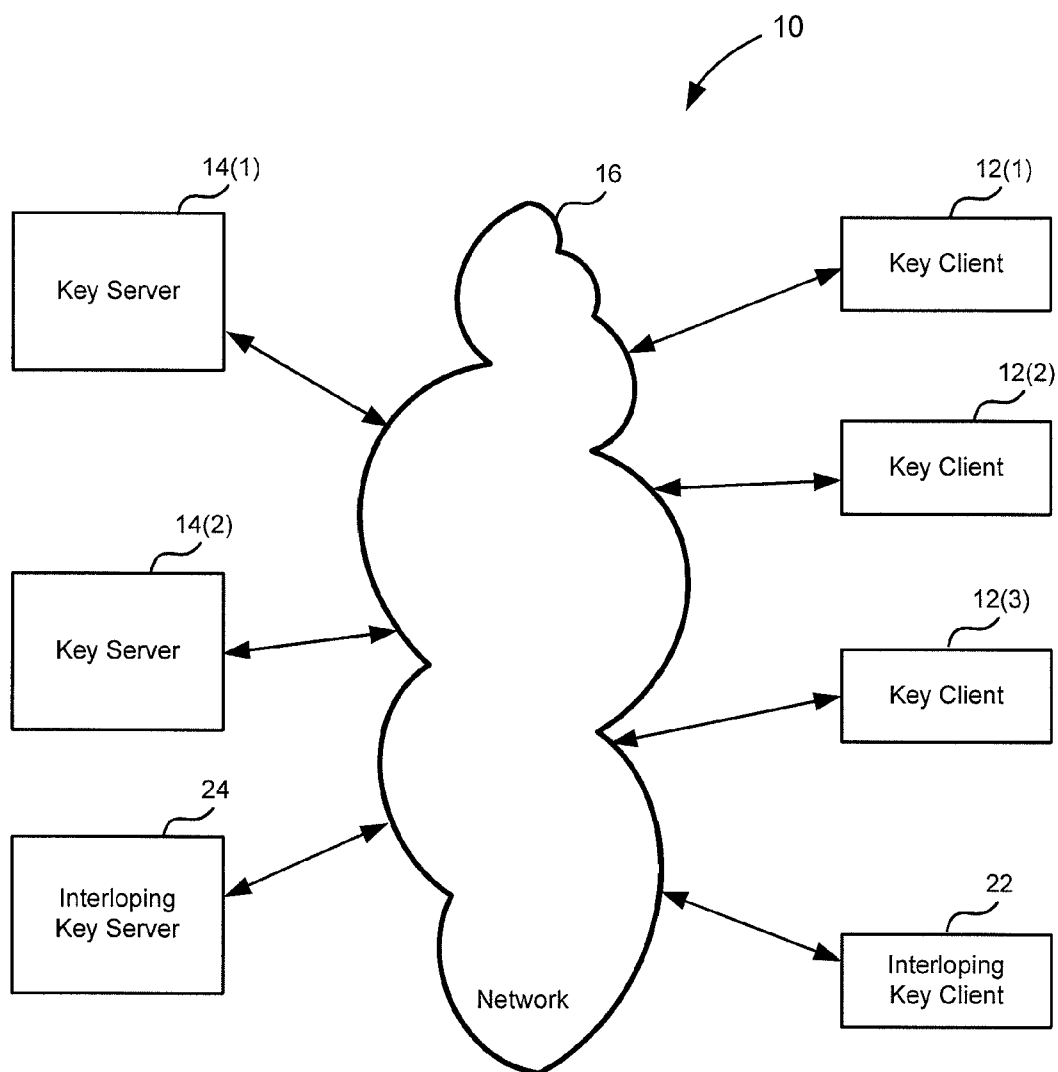 10
14(1)
16
12(1)
Key Server
Key Client
12(2)
Key Client
14(2)
12(3)
Key Server
Key Client
24
22
Interloping
Key Server
Interloping
Key Client
Network